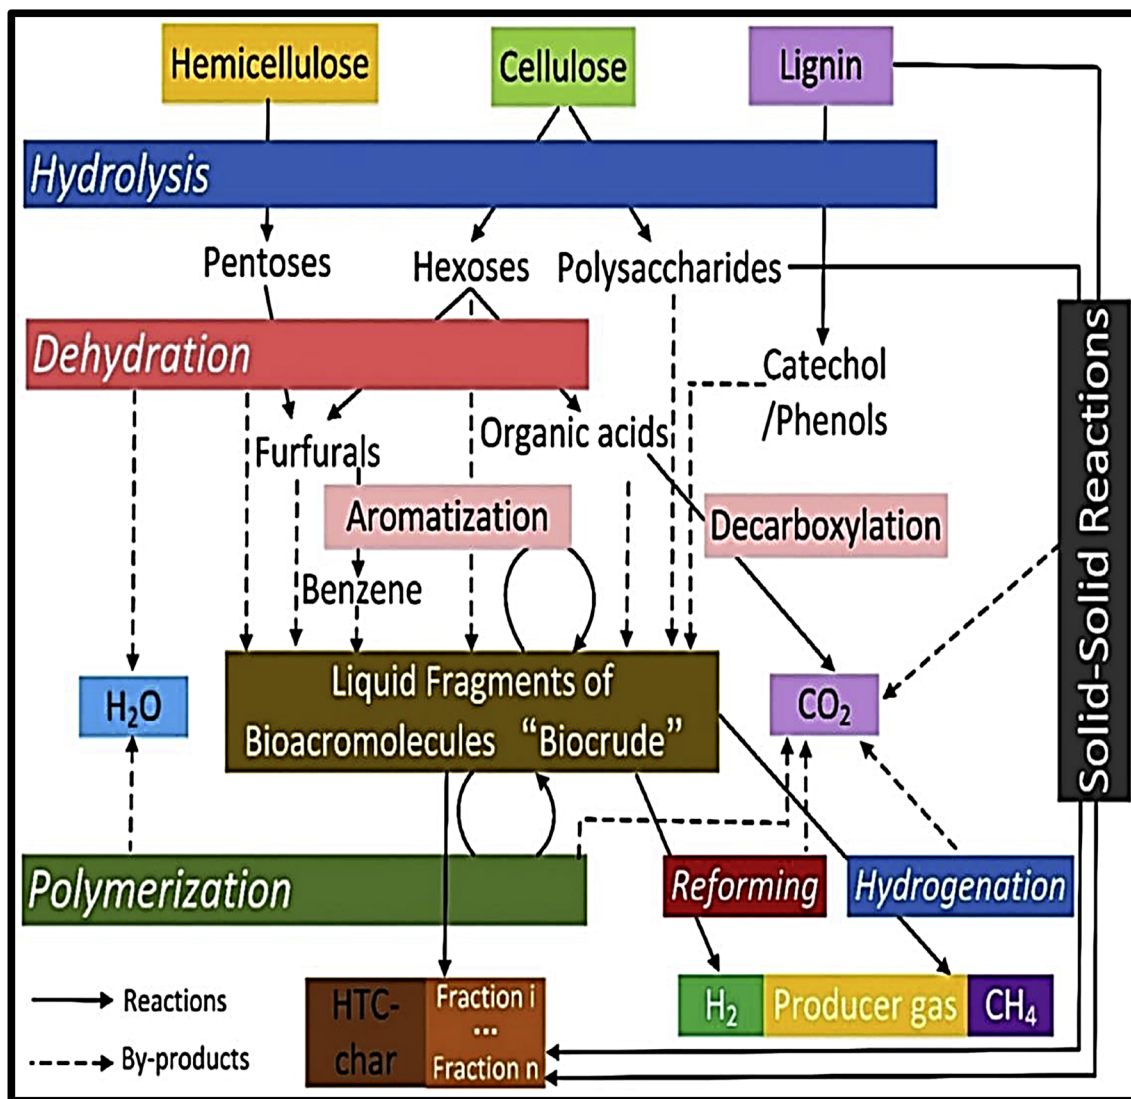 Hemicellulose
Cellulose
Lignin
Hydrolysis
Pentoses
Hexoses
Polysaccharides
Dehydration
Catechol
/Phenols
Furfurals
Organic acids
Aromatization
Decarboxylation
Benzene
Solid-Solid Reactions
H₂O
Liquid Fragments of
Bioacromolecules “Biocrude”
CO₂
Polymerization
Reforming
Hydrogenation
Reactions
By-products
HTC-
char
Fraction i
...
Fraction n
H₂
Producer gas
CH₄